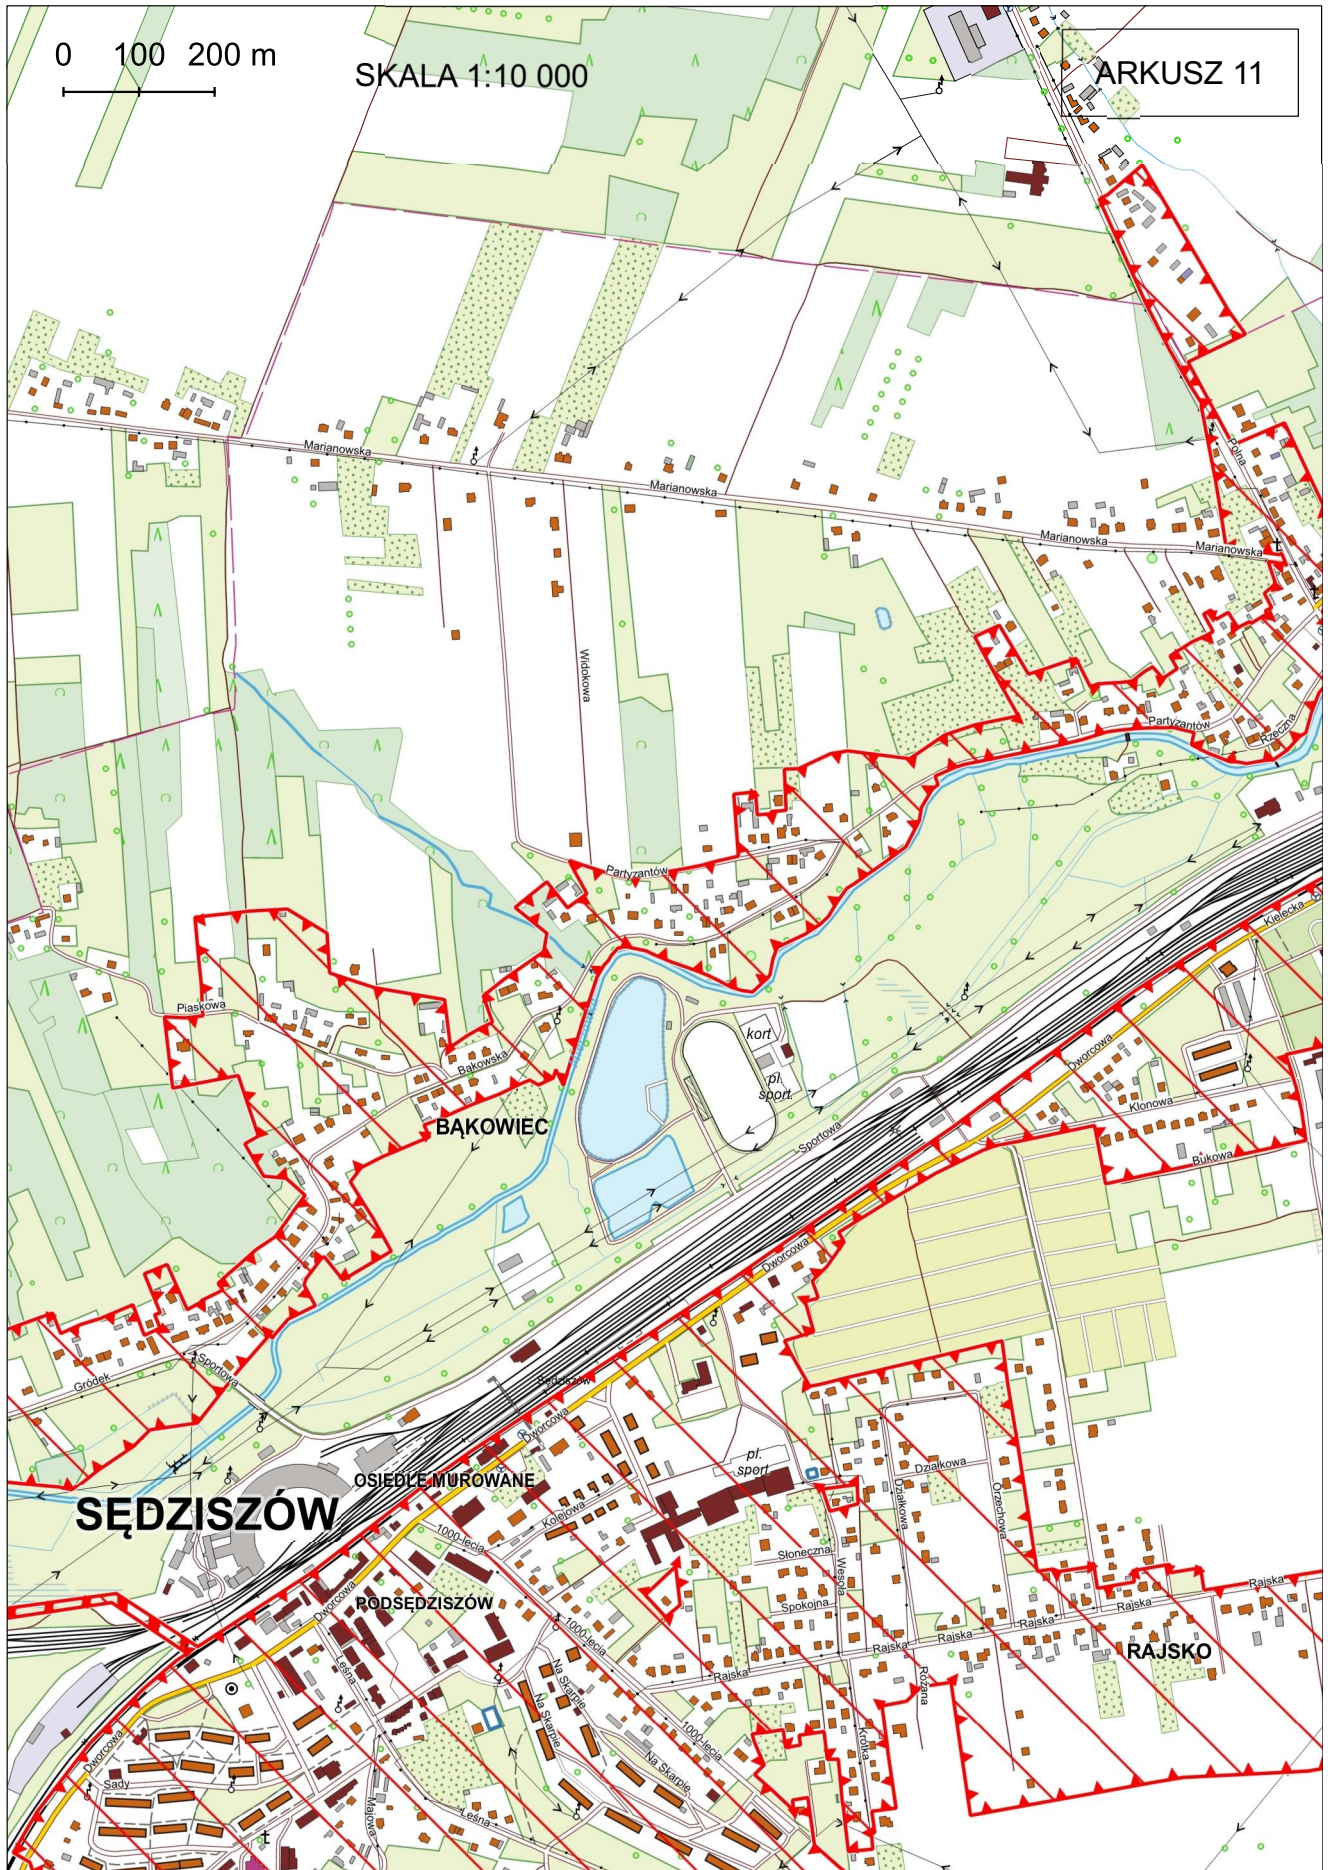 0 100 200 m
SKALA 1:10 000
ARKUSZ 11
Polna
Marianowska
Marianowska
Marianowska
Marianowska
Widokowa
Partyzantów
Rzeczna
Partyzantów
Kielecka
Piaskowa
kort
Bąkowska
Dworcowa
pl.
sport.
Klonowa
BĄKOWIEC
Sportowa
Bukowa
Dworcowa
Sportowa
Gródek
Sędziszów
Dworcowa
pl.
sport.
Działkowa
OSIEDLE MUROWANE
Działkowa
Orzechowa
SĘDZISZÓW
Kolejowa
1000-lecia
Słoneczna
Wesoła
Rajska
Dworcowa
PODSĘDZISZÓW
Spokojna
Rajska
Rajska
1000-lecia
Rajska
Rajska
RAJSKO
Leśna
Na Skarpie
Rajska
Różana
Na Skarpie
1000-lecia
Krótka
Dworcowa
Na Skarpie
Sady
Majowa
Leśna